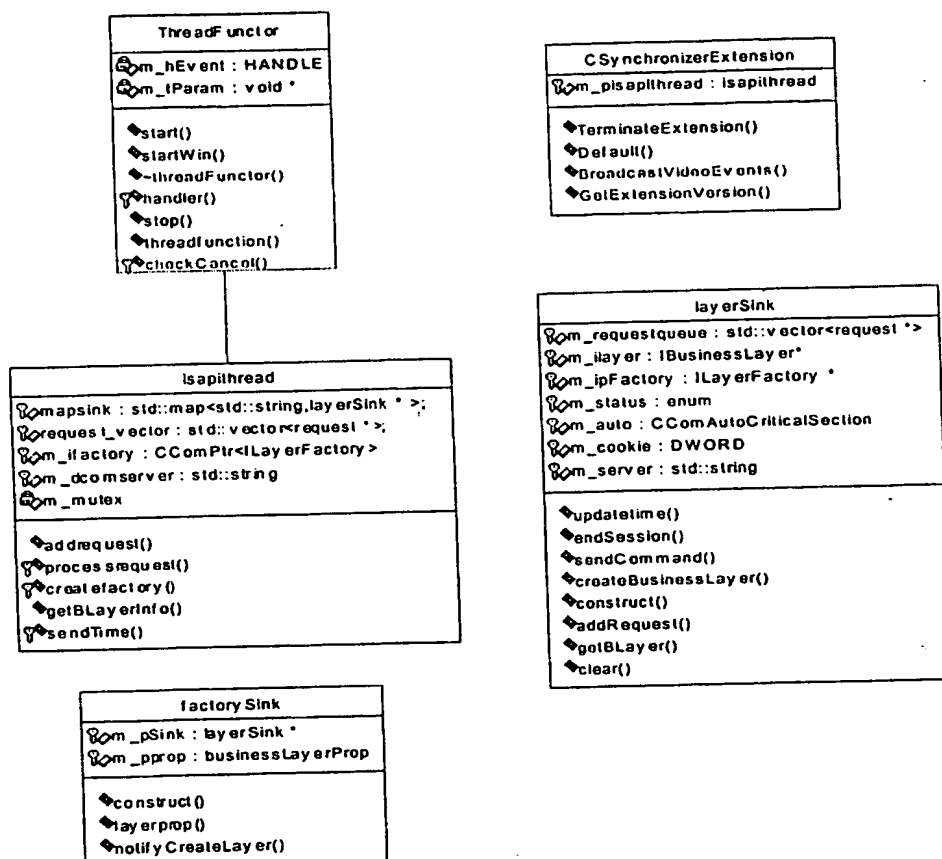 ThreadFunctor
m_hEvent : HANDLE
m_tParam : void *
start()
startWin()
~threadFunctor()
handler()
stop()
threadfunction()
checkCancel()
CSynchronizerExtension
m_pisapithread : isapithread
TerminateExtension()
Default()
BroadcastVideoEvents()
GetExtensionVersion()
Isapithread
mapsink : std::map<std::string,layerSink * >;
request_vector : std::vector<request * >;
m_ifactory : CComPtr<ILayerFactory>
m_dcomserver : std::string
m_mutex
addrequest()
processrequest()
createfactory()
getBLayerInfo()
sendTime()
layerSink
m_requestqueue : std::vector<request *>
m_ilayer : IBusinessLayer*
m_ipFactory : ILayerFactory *
m_status : enum
m_auto : CComAutoCriticalSection
m_cookie : DWORD
m_server : std::string
updatetime()
endSession()
sendCommand()
createBusinessLayer()
construct()
addRequest()
getBLayer()
clear()
factorySink
m_pSink : layerSink *
m_pprop : businessLayerProp
construct()
layerprop()
notifyCreateLayer()